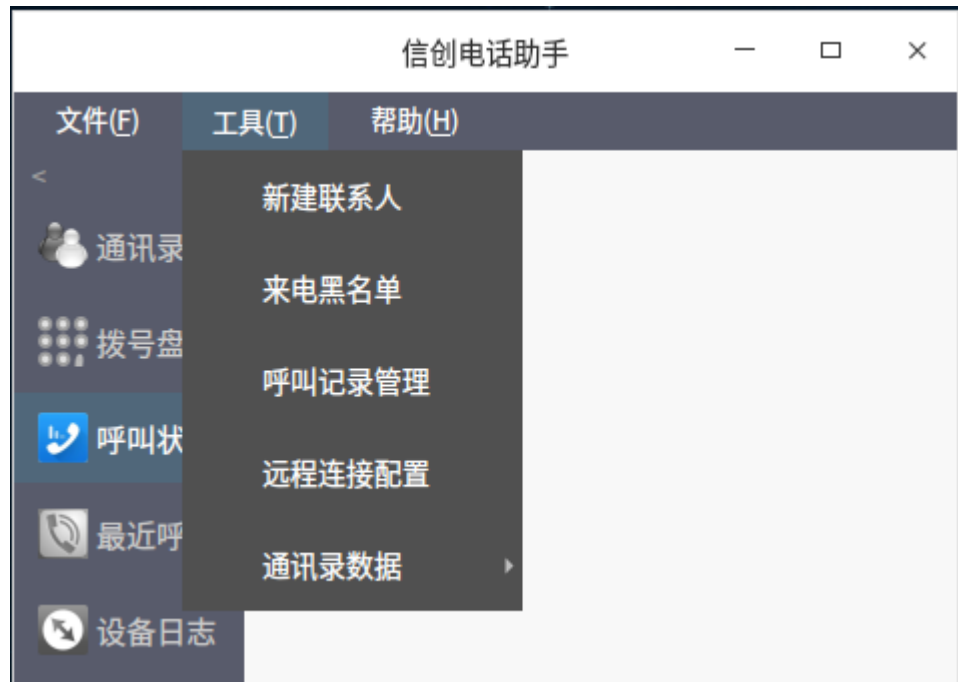 信创电话助手
文件(F) 工具(T) 帮助(H)
<
新建联系人
通讯录
来电黑名单
拨号盘
呼叫记录管理
呼叫状
远程连接配置
最近呼
通讯录数据
设备日志